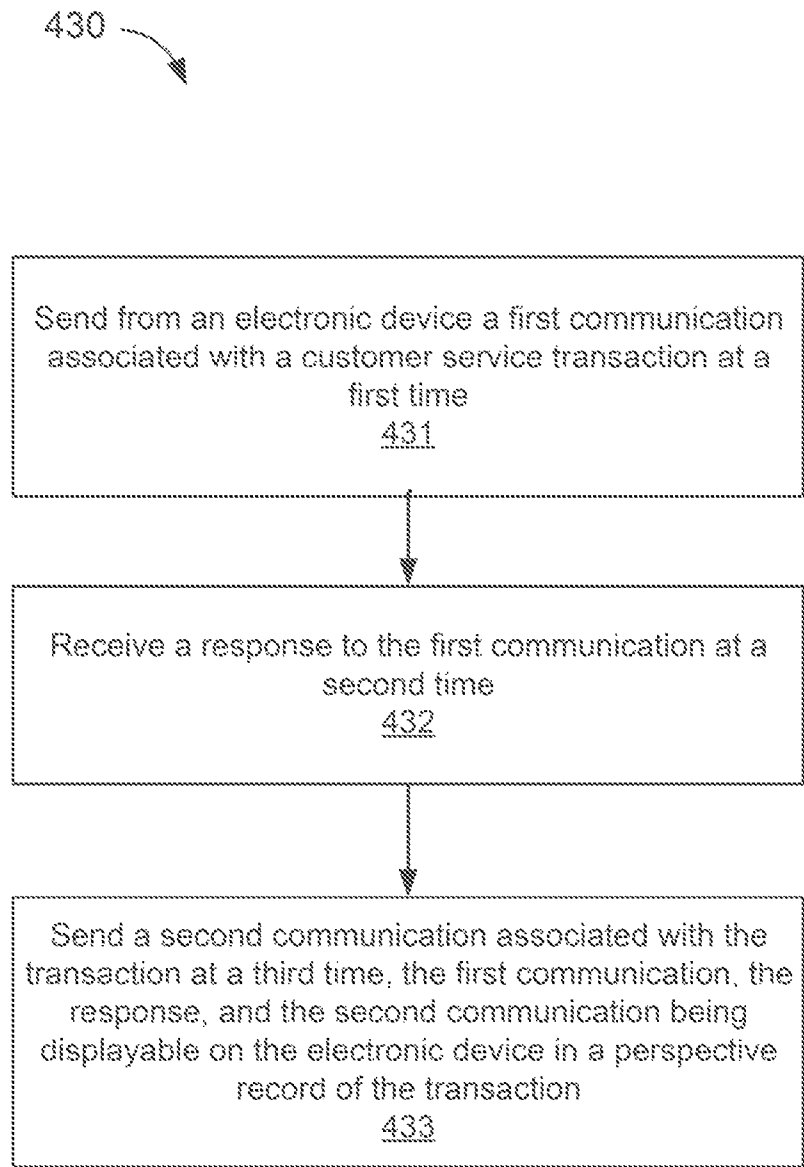 430
Send from an electronic device a first communication
associated with a customer service transaction at a
first time
431
Receive a response to the first communication at a
second time
432
Send a second communication associated with the
transaction at a third time, the first communication, the
response, and the second communication being
displayable on the electronic device in a perspective
record of the transaction
433